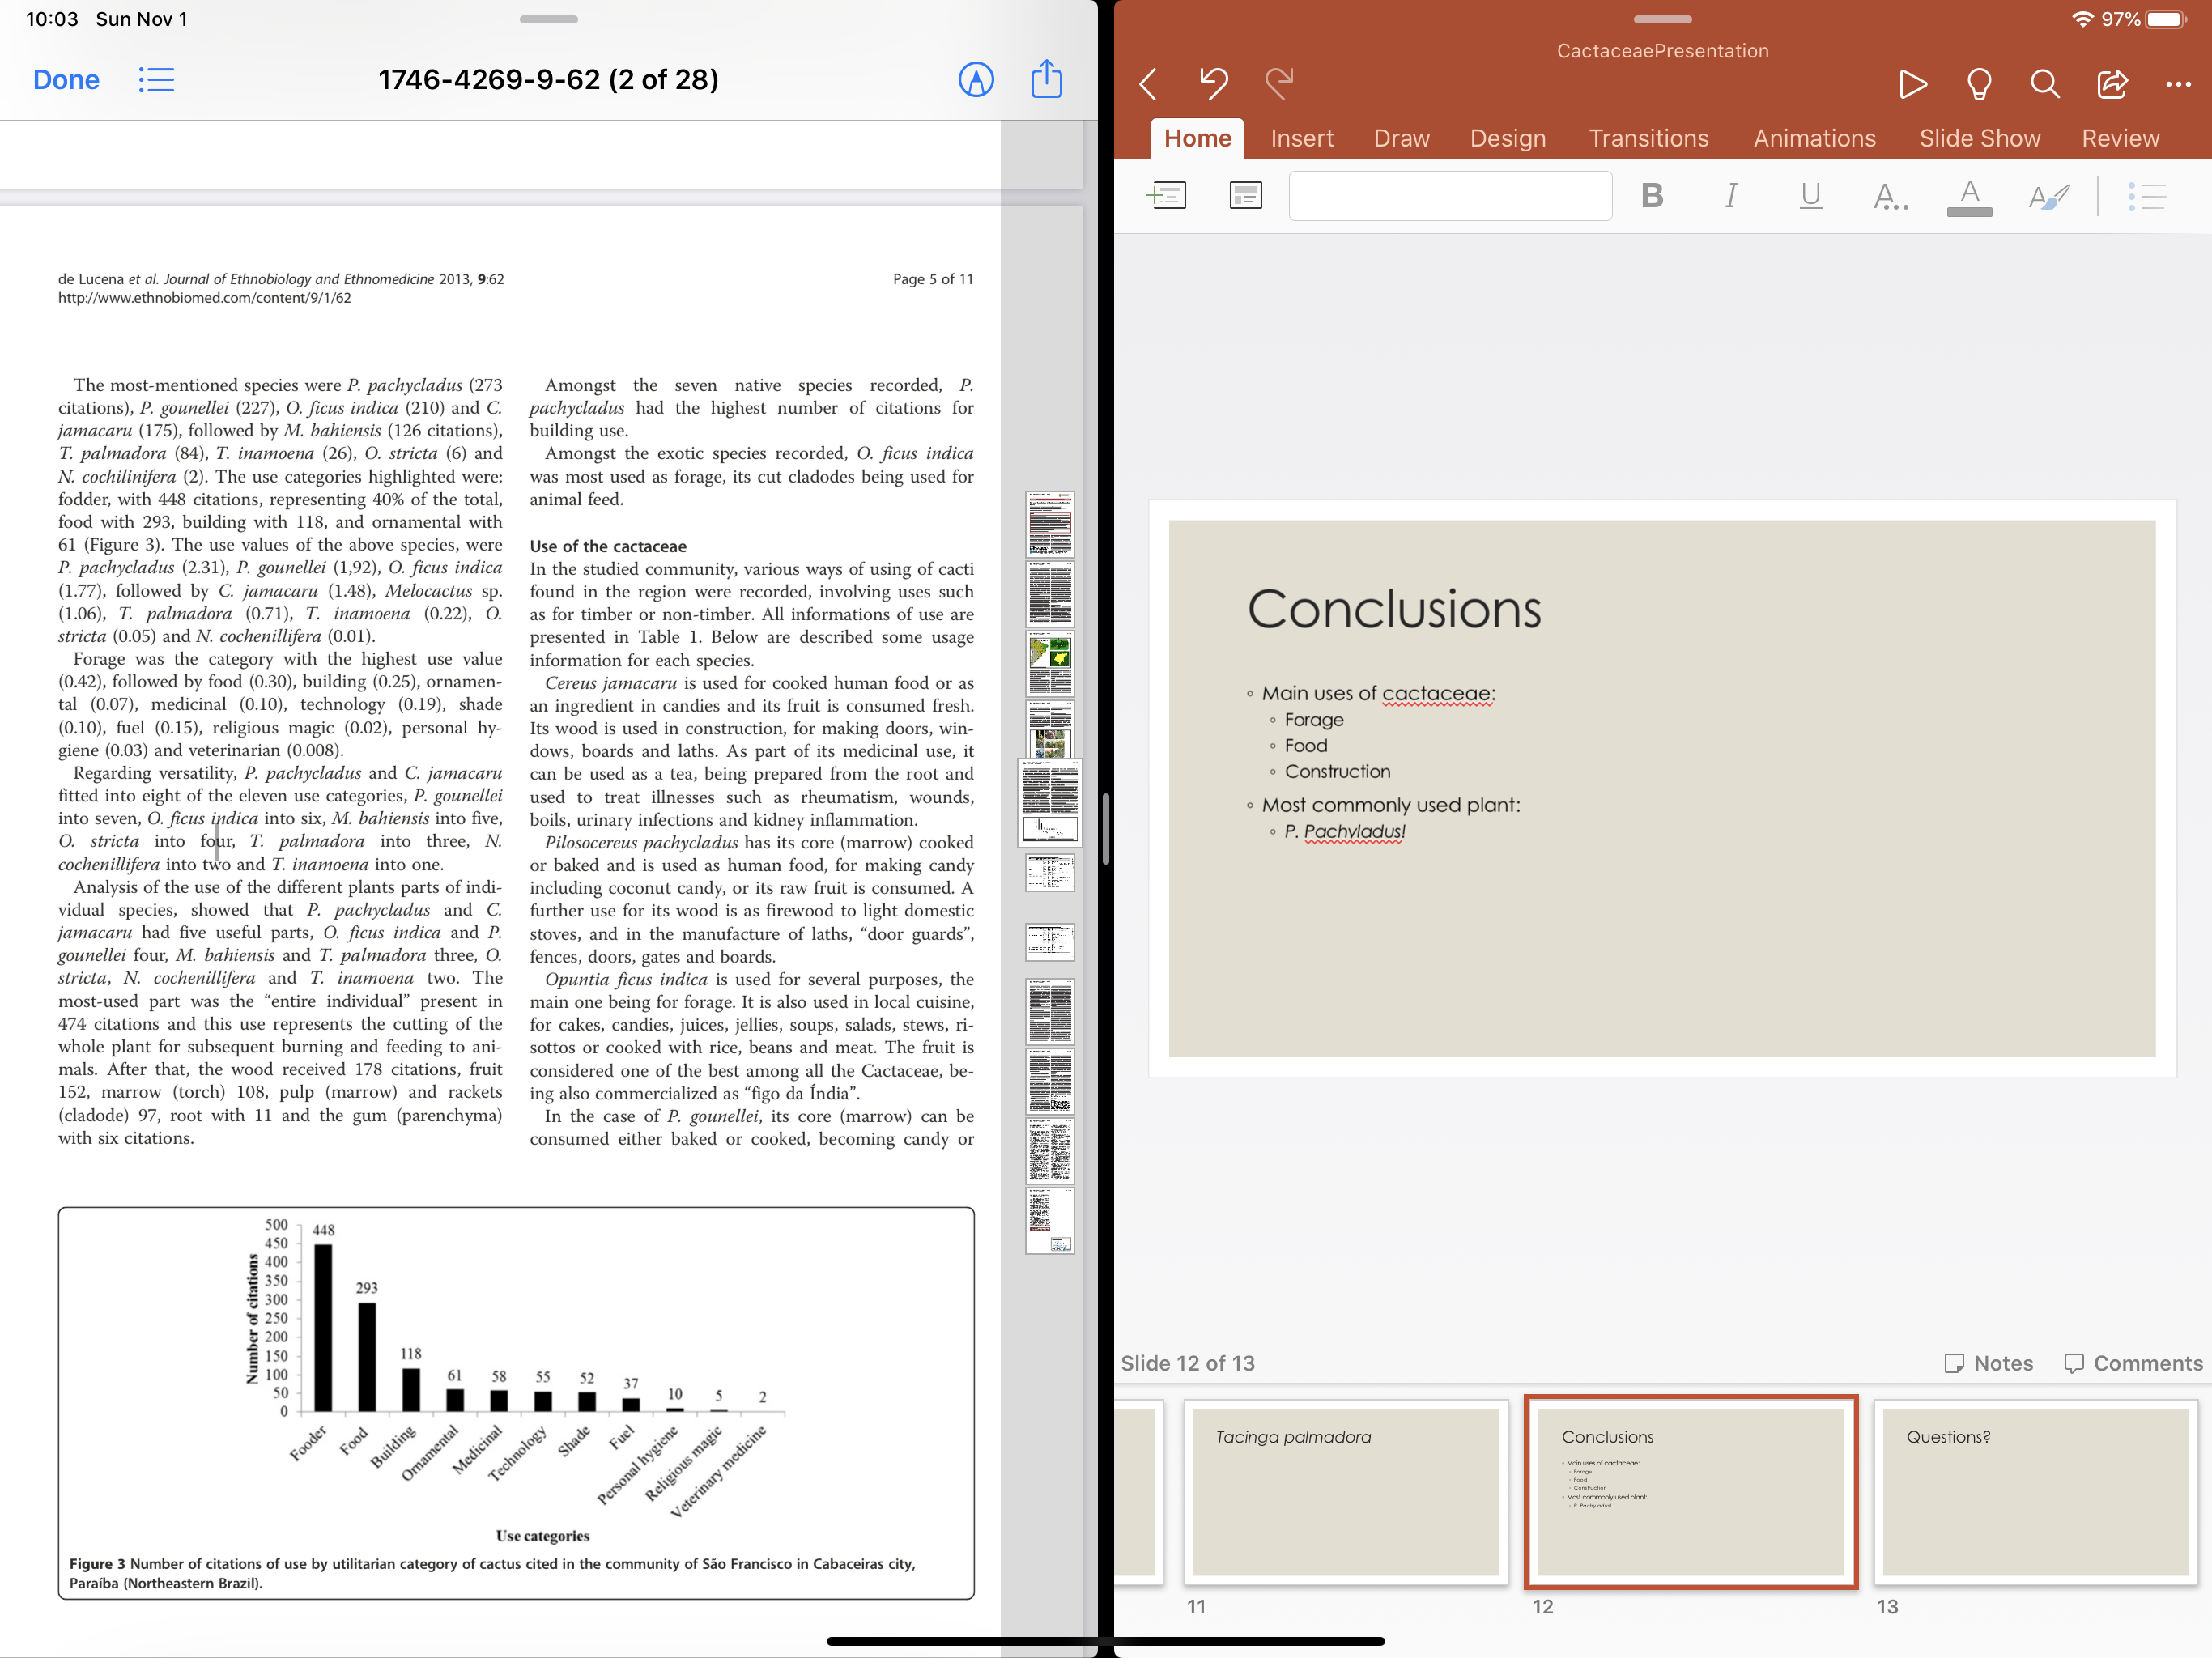 10:03 Sun Nov 1
Done
1746-4269-9-62 (2 of 28)
de Lucena et al. Journal of Ethnobiology and Ethnomedicine 2013, 9:62
http://www.ethnobiomed.com/content/9/1/62
Page 5 of 11
The most-mentioned species were P. pachycladus (273
citations), P. gounellei (227), O. ficus indica (210) and C.
jamacaru (175), followed by M. bahiensis (126 citations),
T. palmadora (84), T. inamoena (26), O. stricta (6) and
N. cochilinifera (2). The use categories highlighted were:
fodder, with 448 citations, representing 40% of the total,
food with 293, building with 118, and ornamental with
61 (Figure 3). The use values of the above species, were
P. pachycladus (2.31), P. gounellei (1,92), O. ficus indica
(1.77), followed by C. jamacaru (1.48), Melocactus sp.
(1.06), T. palmadora (0.71), T. inamoena (0.22), O.
stricta (0.05) and N. cochenillifera (0.01).
Forage was the category with the highest use value
(0.42), followed by food (0.30), building (0.25), ornamen-
tal (0.07), medicinal (0.10), technology (0.19), shade
(0.10), fuel (0.15), religious magic (0.02), personal hy-
giene (0.03) and veterinarian (0.008).
Regarding versatility, P. pachycladus and C. jamacaru
fitted into eight of the eleven use categories, P. gounellei
into seven, O. ficus indica into six, M. bahiensis into five,
O. stricta into four, T. palmadora into three, N.
cochenillifera into two and T. inamoena into one.
Analysis of the use of the different plants parts of indi-
vidual species, showed that P. pachycladus and C.
jamacaru had five useful parts, O. ficus indica and P.
gounellei four, M. bahiensis and T. palmadora three, O.
stricta, N. cochenillifera and T. inamoena two. The
most-used part was the “entire individual” present in
474 citations and this use represents the cutting of the
whole plant for subsequent burning and feeding to ani-
mals. After that, the wood received 178 citations, fruit
152, marrow (torch) 108, pulp (marrow) and rackets
(cladode) 97, root with 11 and the gum (parenchyma)
with six citations.
Amongst the seven native species recorded, P.
pachycladus had the highest number of citations for
building use.
Amongst the exotic species recorded, O. ficus indica
was most used as forage, its cut cladodes being used for
animal feed.
Use of the cactaceae
In the studied community, various ways of using of cacti
found in the region were recorded, involving uses such
as for timber or non-timber. All informations of use are
presented in Table 1. Below are described some usage
information for each species.
Cereus jamacaru is used for cooked human food or as
an ingredient in candies and its fruit is consumed fresh.
Its wood is used in construction, for making doors, win-
dows, boards and laths. As part of its medicinal use, it
can be used as a tea, being prepared from the root and
used to treat illnesses such as rheumatism, wounds,
boils, urinary infections and kidney inflammation.
Pilosocereus pachycladus has its core (marrow) cooked
or baked and is used as human food, for making candy
including coconut candy, or its raw fruit is consumed. A
further use for its wood is as firewood to light domestic
stoves, and in the manufacture of laths, “door guards”,
fences, doors, gates and boards.
Opuntia ficus indica is used for several purposes, the
main one being for forage. It is also used in local cuisine,
for cakes, candies, juices, jellies, soups, salads, stews, ri-
sottos or cooked with rice, beans and meat. The fruit is
considered one of the best among all the Cactaceae, be-
ing also commercialized as “figo da Índia”.
In the case of P. gounellei, its core (marrow) can be
consumed either baked or cooked, becoming candy or
Number of citations
500
450
400
350
300
250
200
150
100
50
0
448
293
118
61
58
55
52
37
10
5
2
Fooder
Food
Building
Ornamental
Medicinal
Technology
Shade
Fuel
Personal hygiene
Religious magic
Veterinary medicine
Use categories
Figure 3 Number of citations of use by utilitarian category of cactus cited in the community of São Francisco in Cabaceiras city,
Paraíba (Northeastern Brazil).
97%
CactaceaePresentation
Home Insert Draw Design Transitions Animations Slide Show Review
B I U A.. A A
Conclusions
Main uses of cactaceae:
Forage
Food
Construction
Most commonly used plant:
P. Pachyladus!
Slide 12 of 13
Notes
Comments
Tacinga palmadora
11
Conclusions
Main uses of cactaceae:
Forage
Food
Construction
Most commonly used plant:
P. Pachyladus!
12
Questions?
13